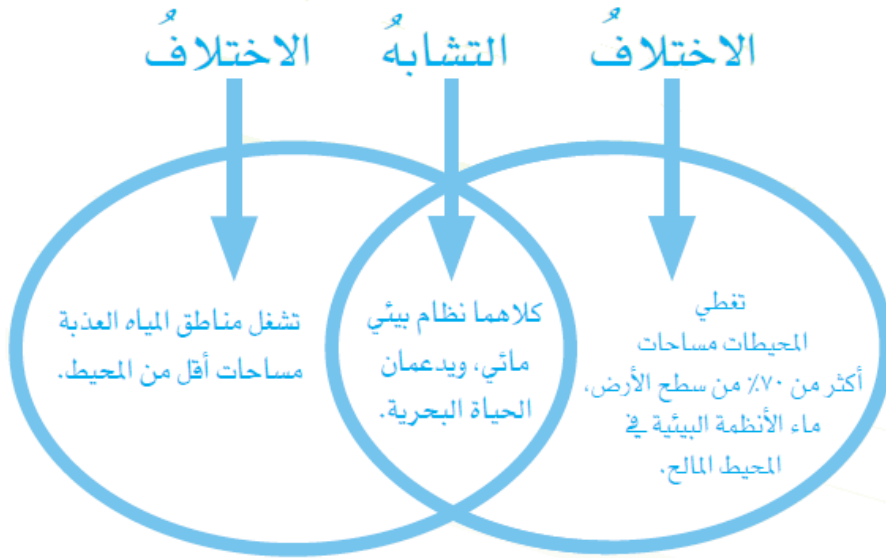 الاختلافُ
التشابهُ
الاختلافُ
تغطي
المحيطات مساحات
أكثر من ٧٠٪ من سطح الأرض،
ماء الأنظمة البيئية في
المحيط المالح.
كلاهما نظام بيئي
مائي، ويدعمان
الحياة البحرية.
تشغل مناطق المياه العذبة
مساحات أقل من المحيط.